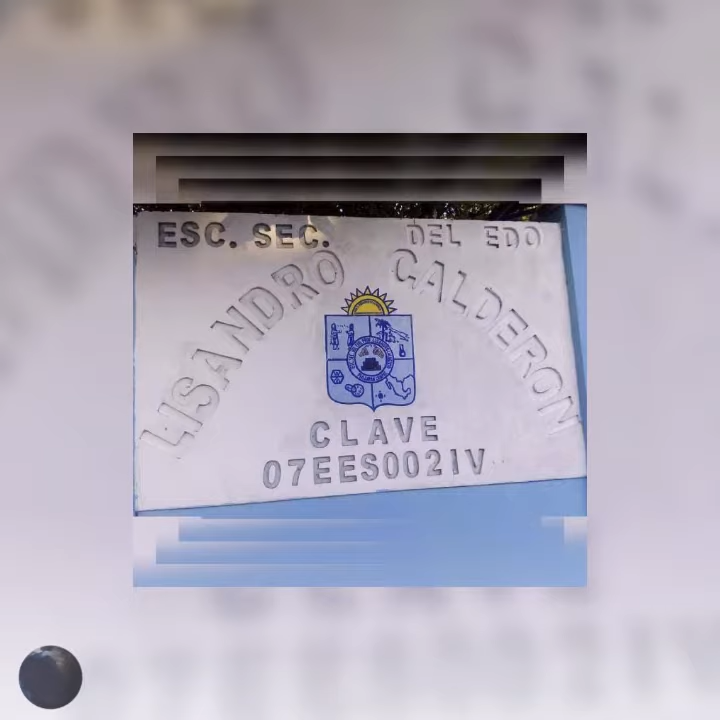 ESC. SEC. DEL EDO
LISANDRO CALDERON
CLAVE
07EES0021V